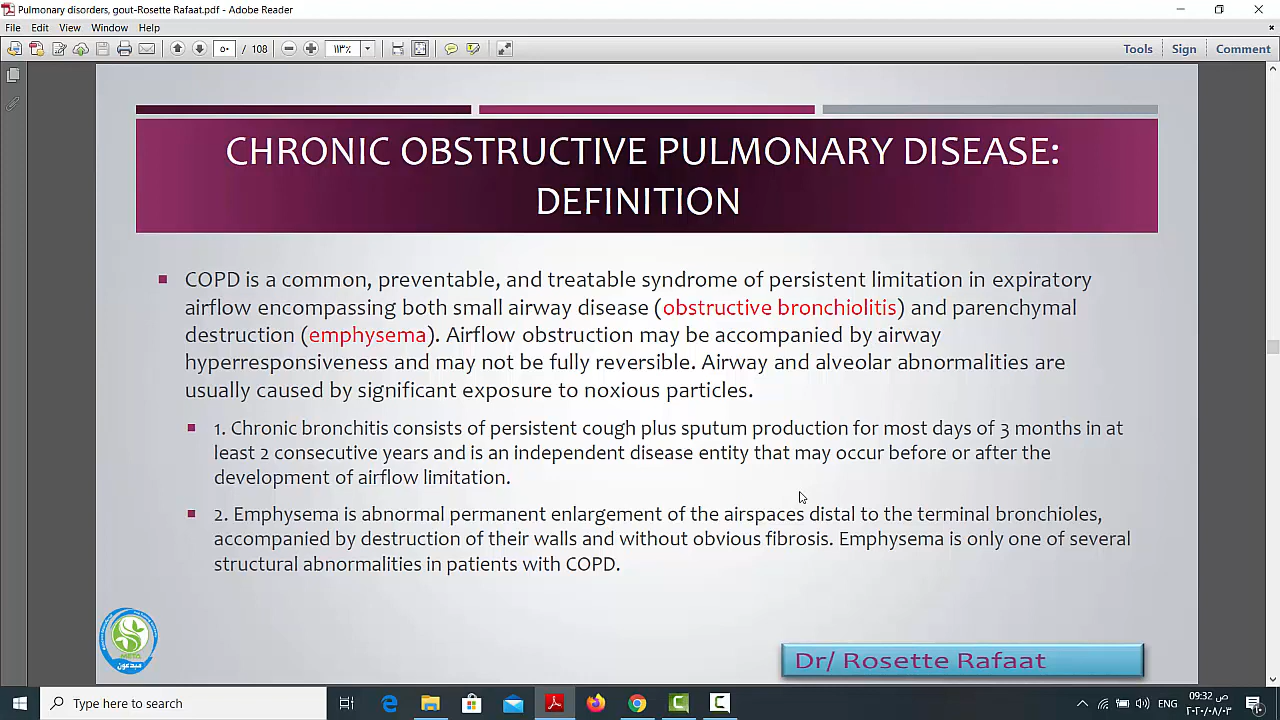 Pulmonary disorders, gout-Rosette Rafaat.pdf - Adobe Reader
File Edit View Window Help
٥٠ / 108 ١١٣٪ Tools Sign Comment
CHRONIC OBSTRUCTIVE PULMONARY DISEASE:
DEFINITION
COPD is a common, preventable, and treatable syndrome of persistent limitation in expiratory
airflow encompassing both small airway disease (obstructive bronchiolitis) and parenchymal
destruction (emphysema). Airflow obstruction may be accompanied by airway
hyperresponsiveness and may not be fully reversible. Airway and alveolar abnormalities are
usually caused by significant exposure to noxious particles.
1. Chronic bronchitis consists of persistent cough plus sputum production for most days of 3 months in at
least 2 consecutive years and is an independent disease entity that may occur before or after the
development of airflow limitation.
2. Emphysema is abnormal permanent enlargement of the airspaces distal to the terminal bronchioles,
accompanied by destruction of their walls and without obvious fibrosis. Emphysema is only one of several
structural abnormalities in patients with COPD.
META
مبدعون
Dr/ Rosette Rafaat
Type here to search
ENG
09:32 ص
٢٠٢٠/٠٨/٠٣